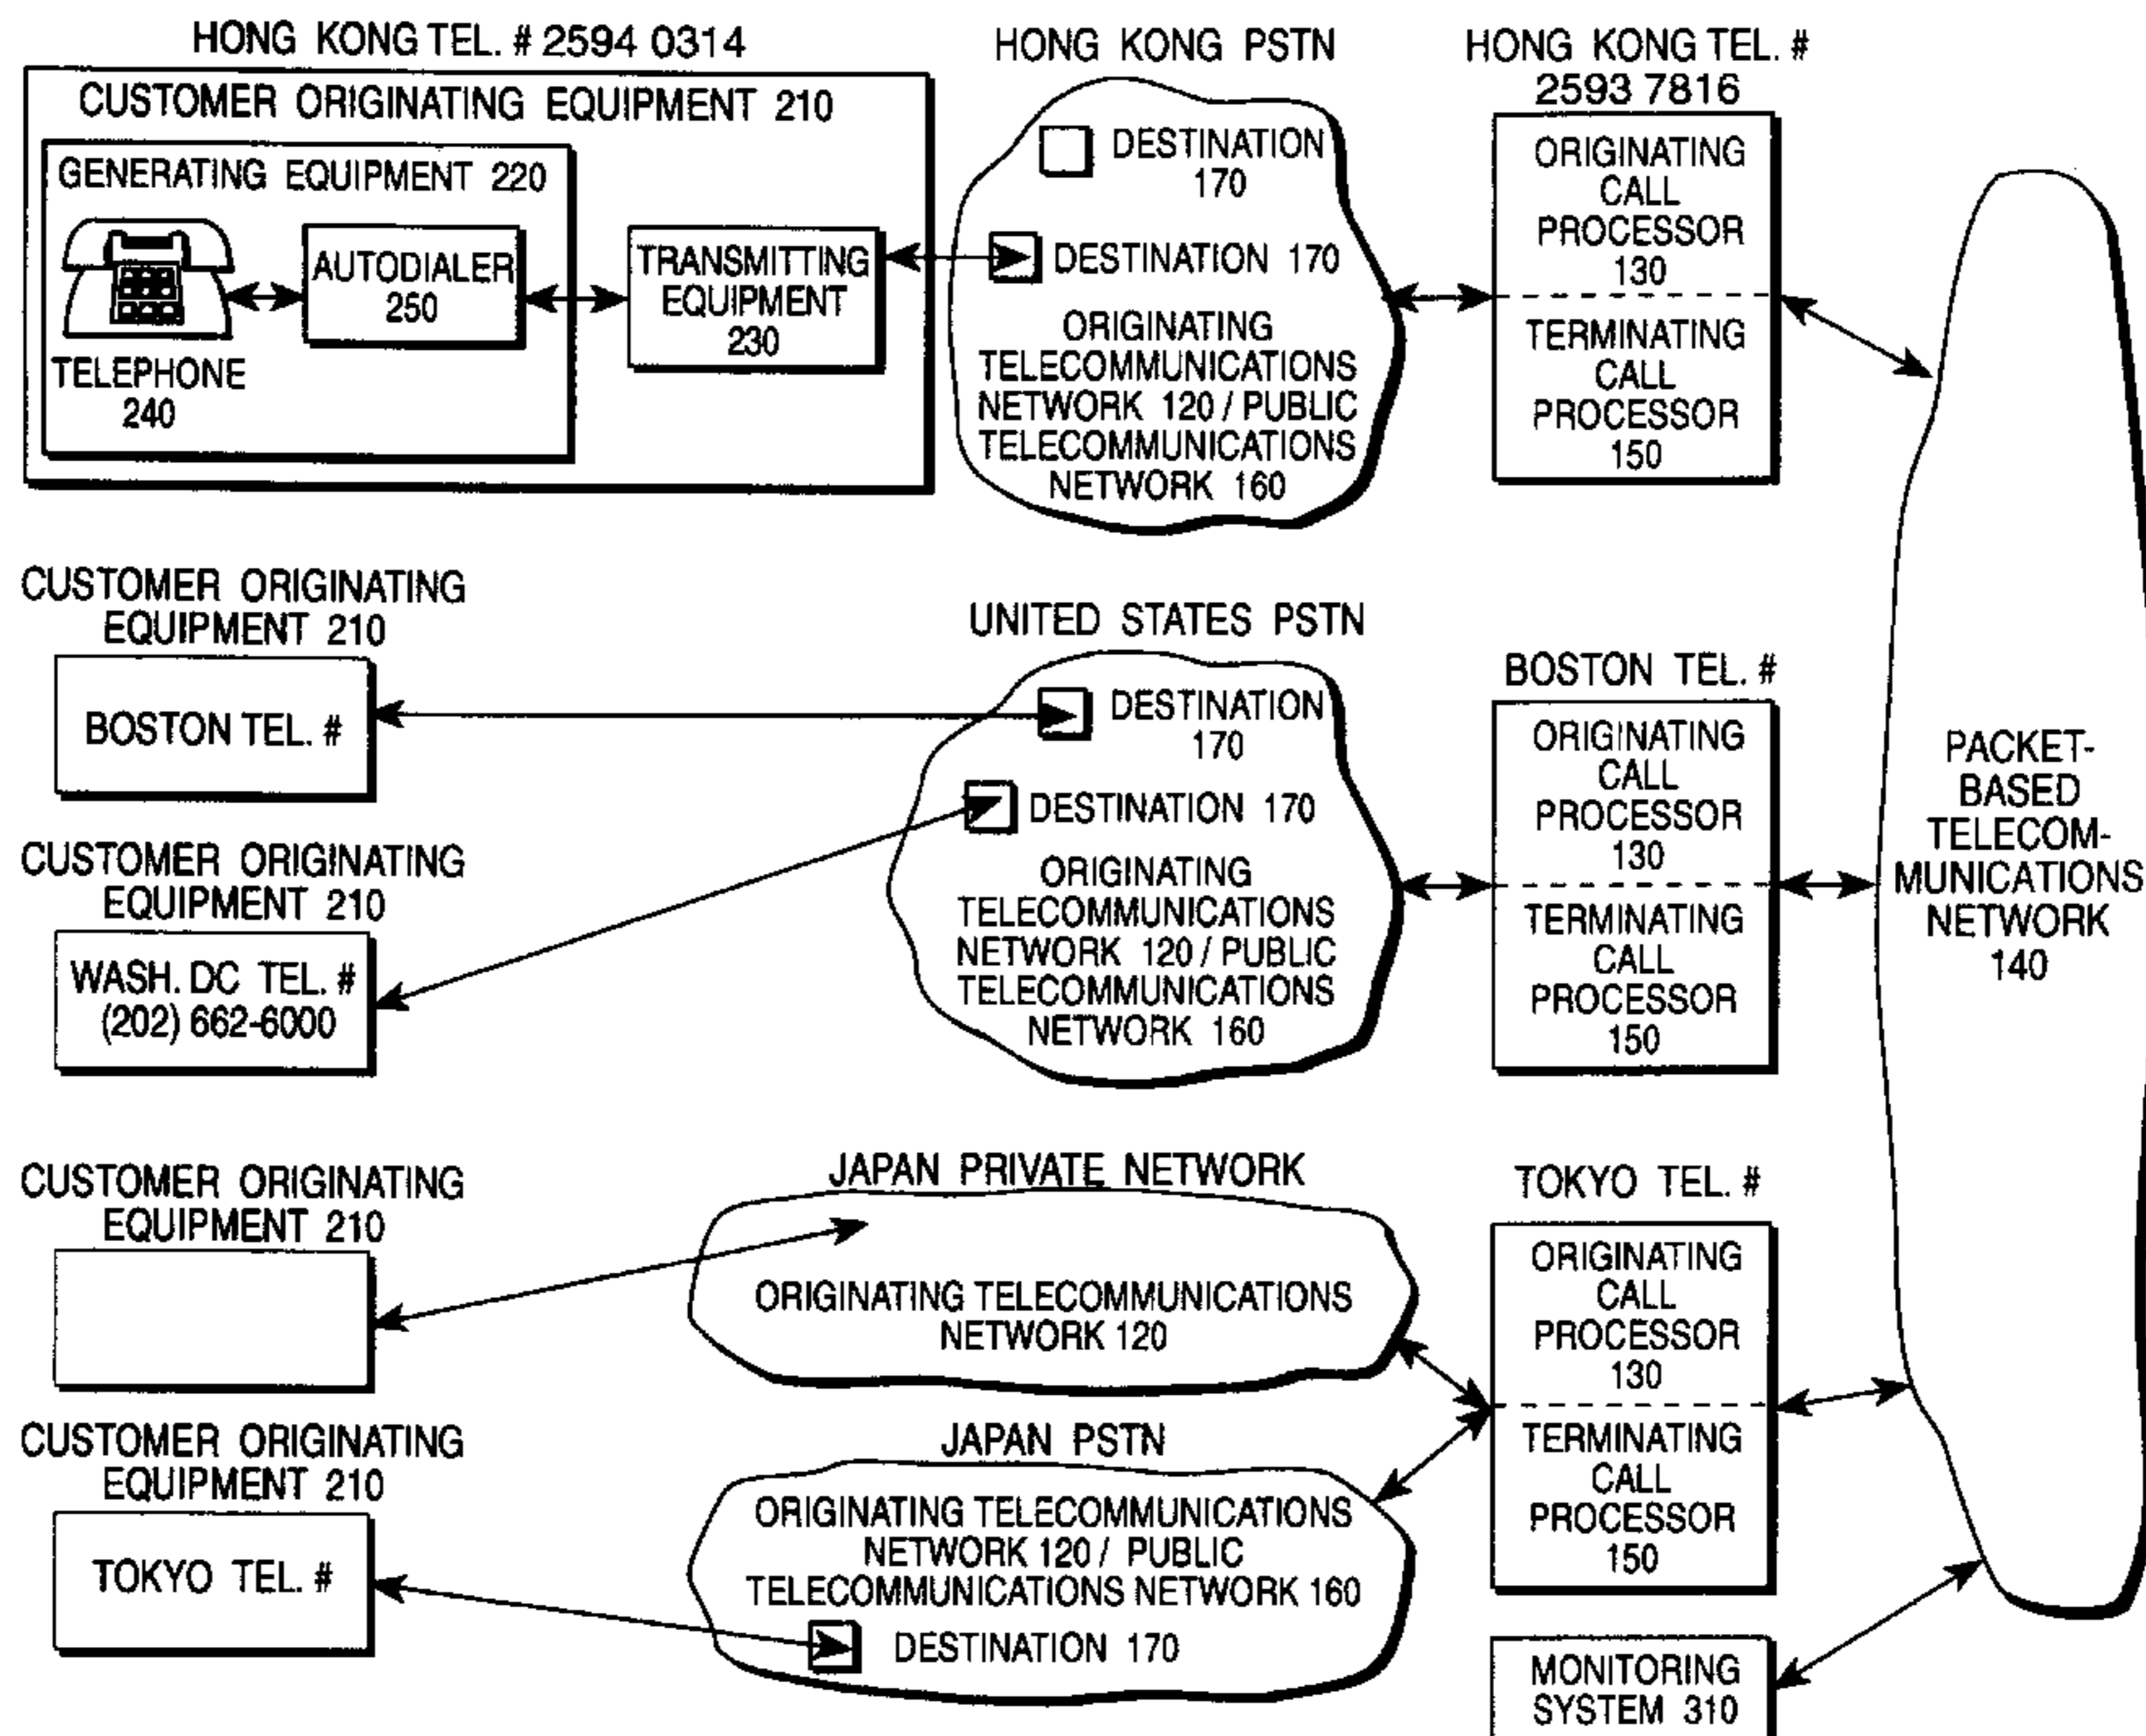 HONG KONG TEL. # 2594 0314
CUSTOMER ORIGINATING EQUIPMENT 210
GENERATING EQUIPMENT 220
TELEPHONE
240
AUTODIALER
250
TRANSMITTING
EQUIPMENT
230
HONG KONG PSTN
DESTINATION
170
DESTINATION 170
ORIGINATING
TELECOMMUNICATIONS
NETWORK 120 / PUBLIC
TELECOMMUNICATIONS
NETWORK 160
HONG KONG TEL. #
2593 7816
ORIGINATING
CALL
PROCESSOR
130
TERMINATING
CALL
PROCESSOR
150
CUSTOMER ORIGINATING
EQUIPMENT 210
BOSTON TEL. #
CUSTOMER ORIGINATING
EQUIPMENT 210
WASH. DC TEL. #
(202) 662-6000
UNITED STATES PSTN
DESTINATION
170
DESTINATION 170
ORIGINATING
TELECOMMUNICATIONS
NETWORK 120 / PUBLIC
TELECOMMUNICATIONS
NETWORK 160
BOSTON TEL. #
ORIGINATING
CALL
PROCESSOR
130
TERMINATING
CALL
PROCESSOR
150
PACKET-
BASED
TELECOM-
MUNICATIONS
NETWORK
140
CUSTOMER ORIGINATING
EQUIPMENT 210
JAPAN PRIVATE NETWORK
ORIGINATING TELECOMMUNICATIONS
NETWORK 120
CUSTOMER ORIGINATING
EQUIPMENT 210
TOKYO TEL. #
JAPAN PSTN
ORIGINATING TELECOMMUNICATIONS
NETWORK 120 / PUBLIC
TELECOMMUNICATIONS NETWORK 160
DESTINATION 170
TOKYO TEL. #
ORIGINATING
CALL
PROCESSOR
130
TERMINATING
CALL
PROCESSOR
150
MONITORING
SYSTEM 310